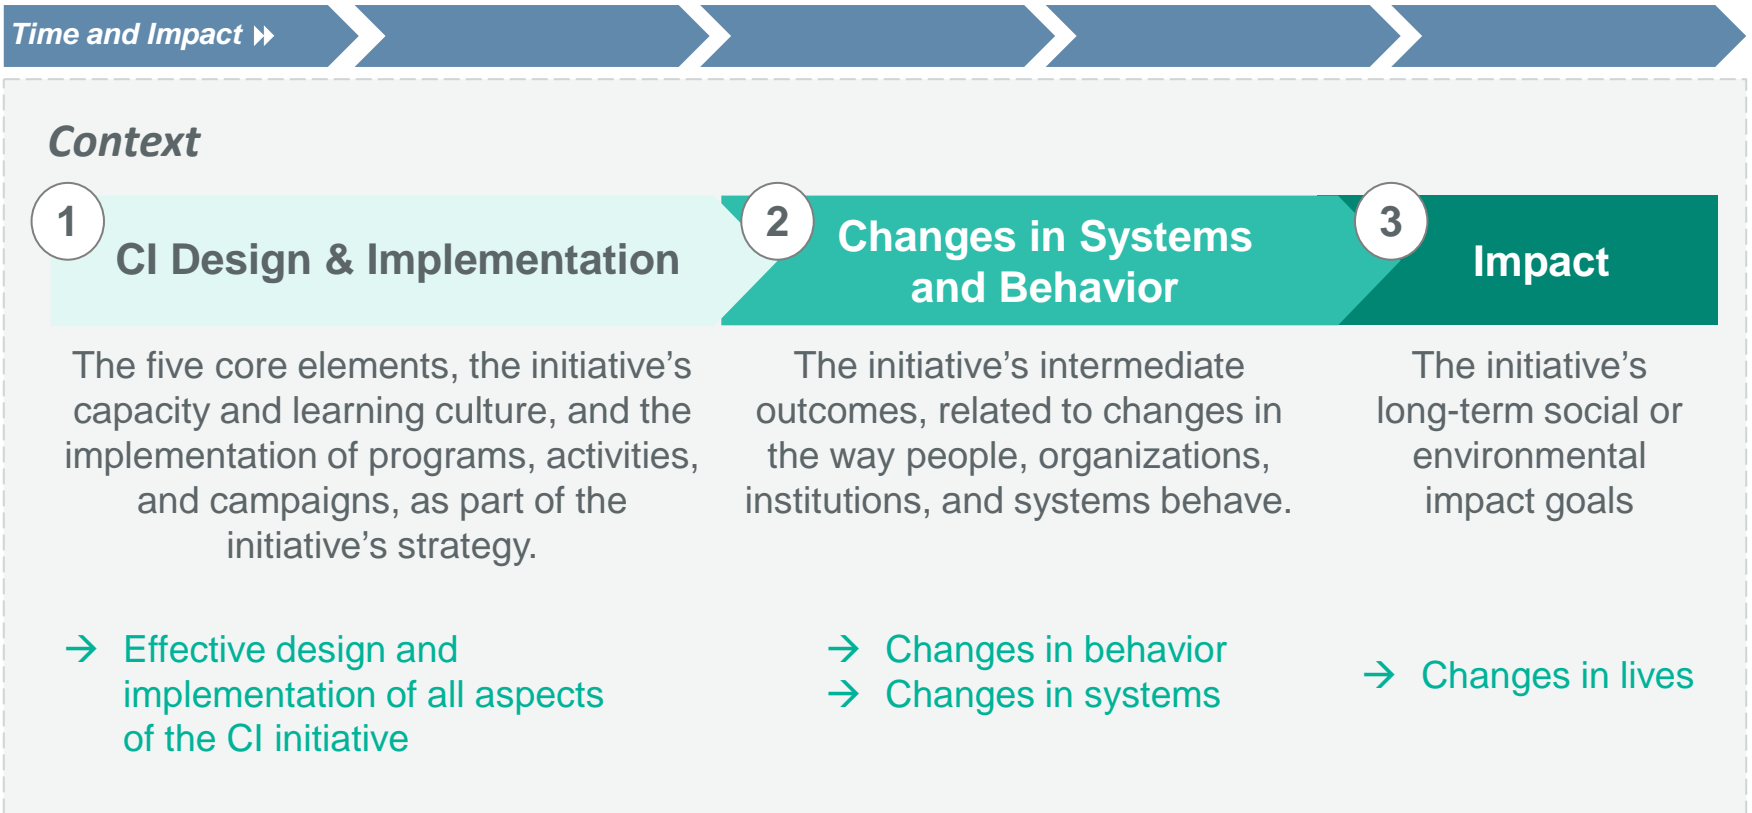 Time and Impact
Context
1
CI Design & Implementation
The five core elements, the initiative’s
capacity and learning culture, and the
implementation of programs, activities,
and campaigns, as part of the
initiative’s strategy.
→ Effective design and
implementation of all aspects
of the CI initiative
2
Changes in Systems
and Behavior
The initiative’s intermediate
outcomes, related to changes in
the way people, organizations,
institutions, and systems behave.
→ Changes in behavior
→ Changes in systems
3
Impact
The initiative’s
long-term social or
environmental
impact goals
→ Changes in lives